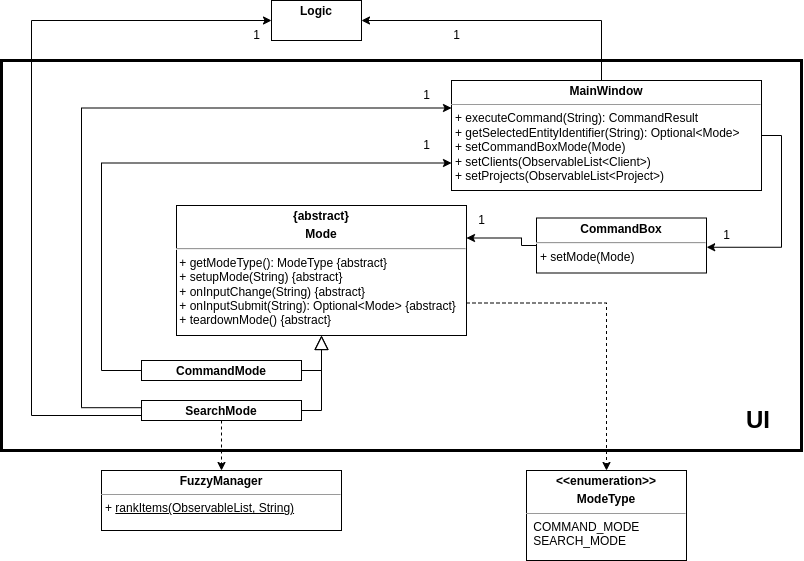 Logic
1
1
MainWindow
+ executeCommand(String): CommandResult
+ getSelectedEntityIdentifier(String): Optional<Mode>
+ setCommandBoxMode(Mode)
+ setClients(ObservableList<Client>)
+ setProjects(ObservableList<Project>)
1
1
{abstract}
Mode
+ getModeType(): ModeType {abstract}
+ setupMode(String) {abstract}
+ onInputChange(String) {abstract}
+ onInputSubmit(String): Optional<Mode> {abstract}
+ teardownMode() {abstract}
1
CommandBox
+ setMode(Mode)
1
CommandMode
SearchMode
UI
FuzzyManager
+ rankItems(ObservableList, String)
<<enumeration>>
ModeType
COMMAND_MODE
SEARCH_MODE